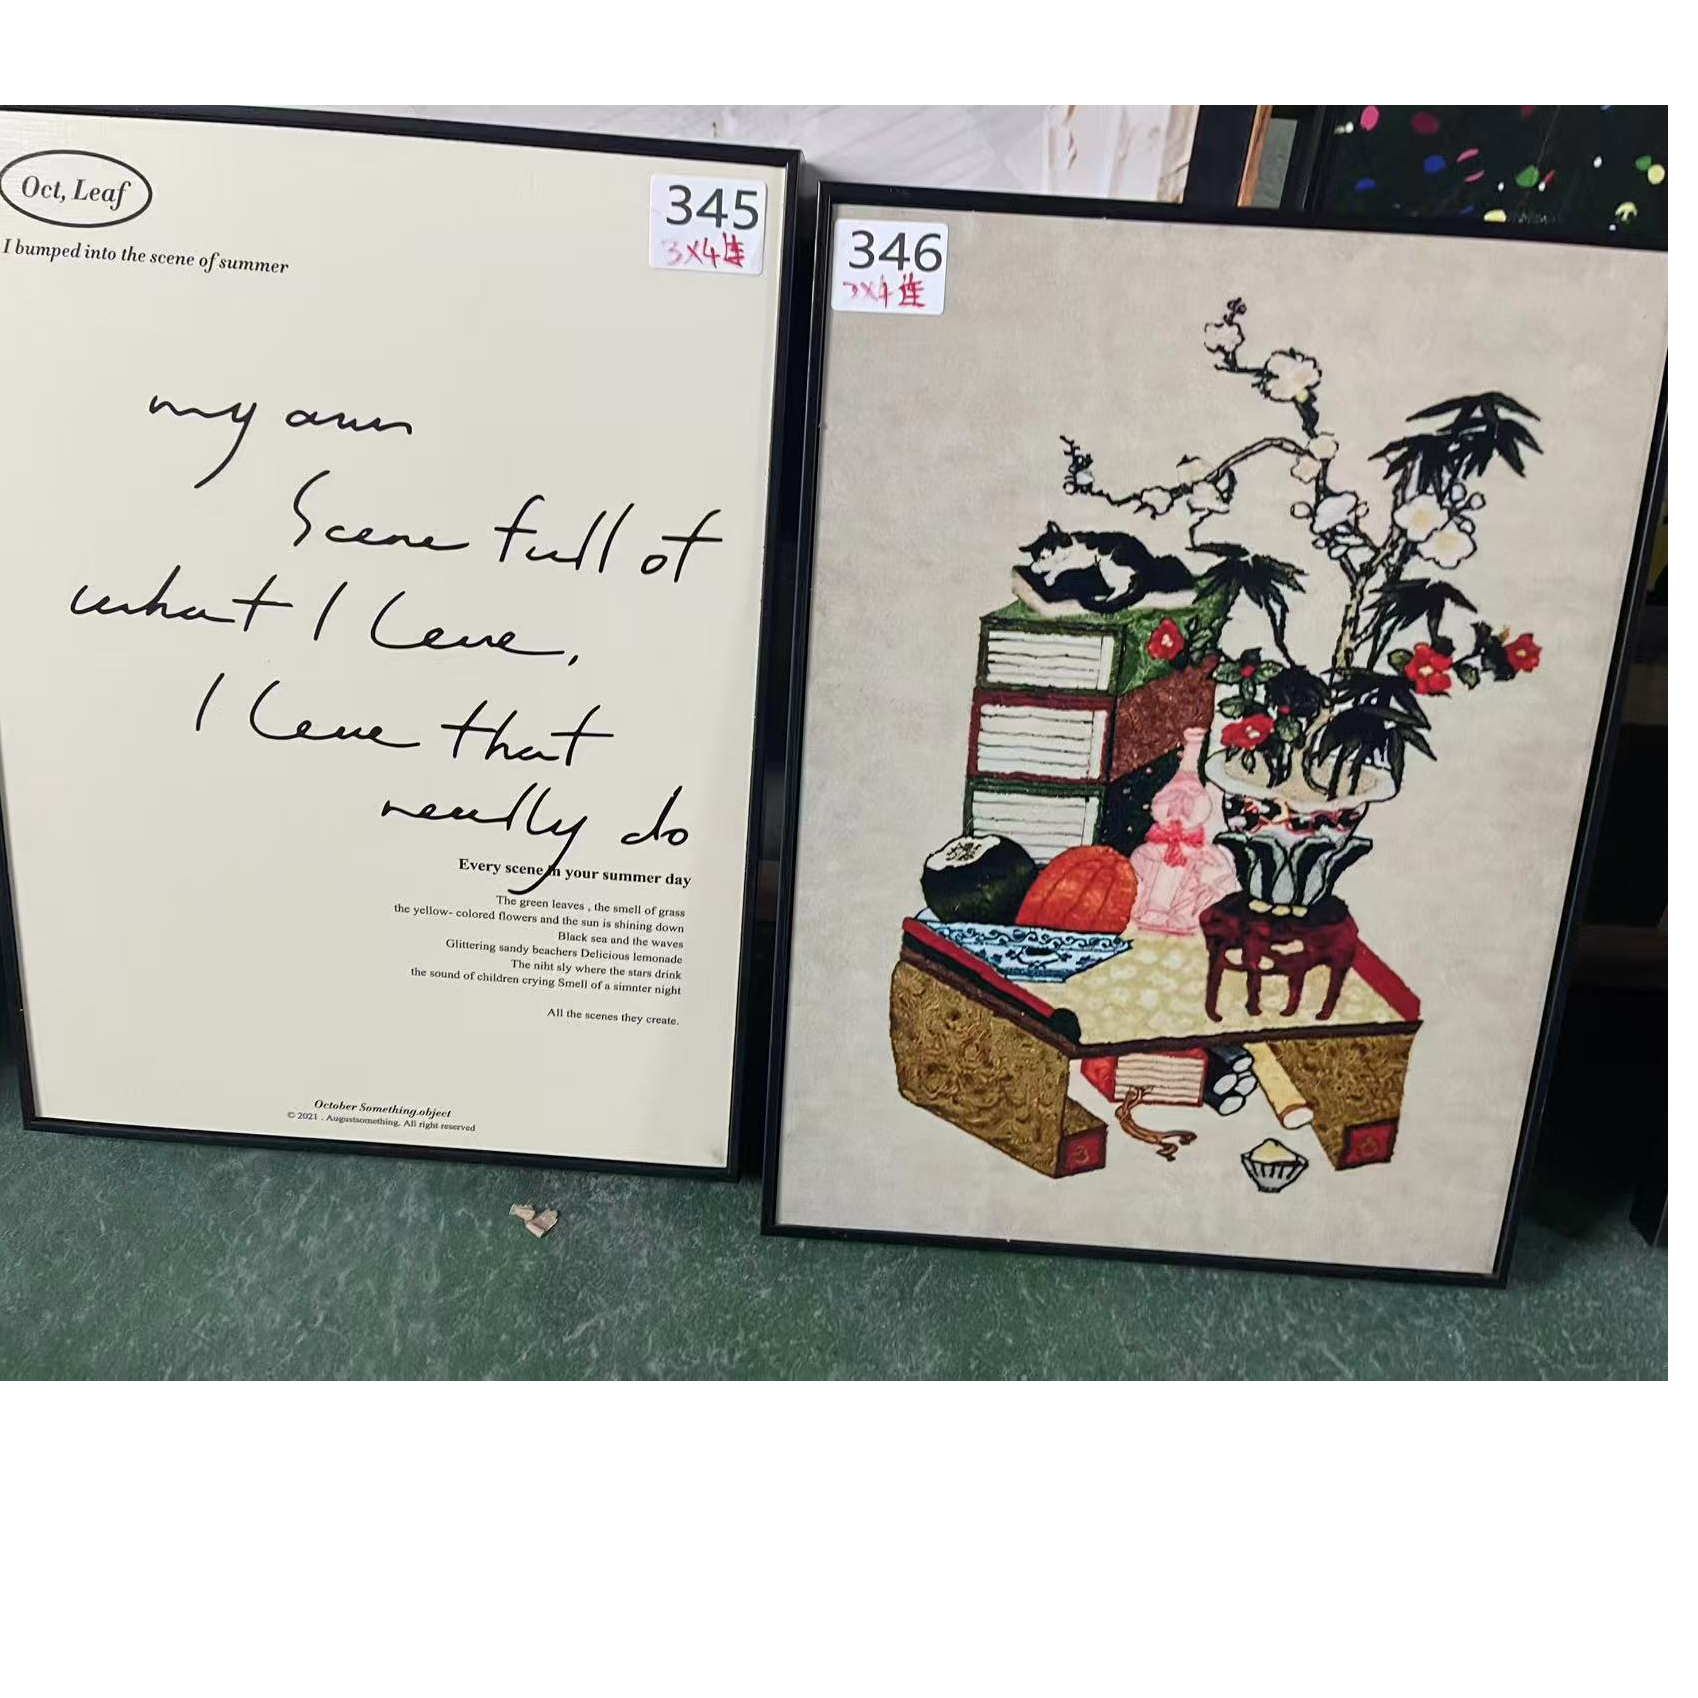 Oct, Leaf
I bumped into the scene of summer
345
3×4连
my own
Scene full of
what I love,
I love that
really do
Every scene in your summer day
The green leaves , the smell of grass
the yellow- colored flowers and the sun is shining down
Black sea and the waves
Glittering sandy beachers Delicious lemonade
The niht sly where the stars drink
the sound of children crying Smell of a simnter night
All the scenes they create.
October Something.object
© 2021 . Augustsomething. All right reserved
346
3×4连